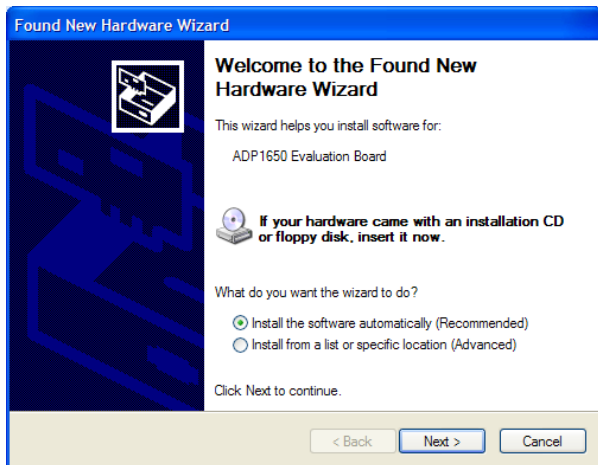 Found New Hardware Wizard
Welcome to the Found New
Hardware Wizard
This wizard helps you install software for:
ADP1650 Evaluation Board
If your hardware came with an installation CD
or floppy disk, insert it now.
What do you want the wizard to do?
Install the software automatically (Recommended)
Install from a list or specific location (Advanced)
Click Next to continue.
< Back Next > Cancel